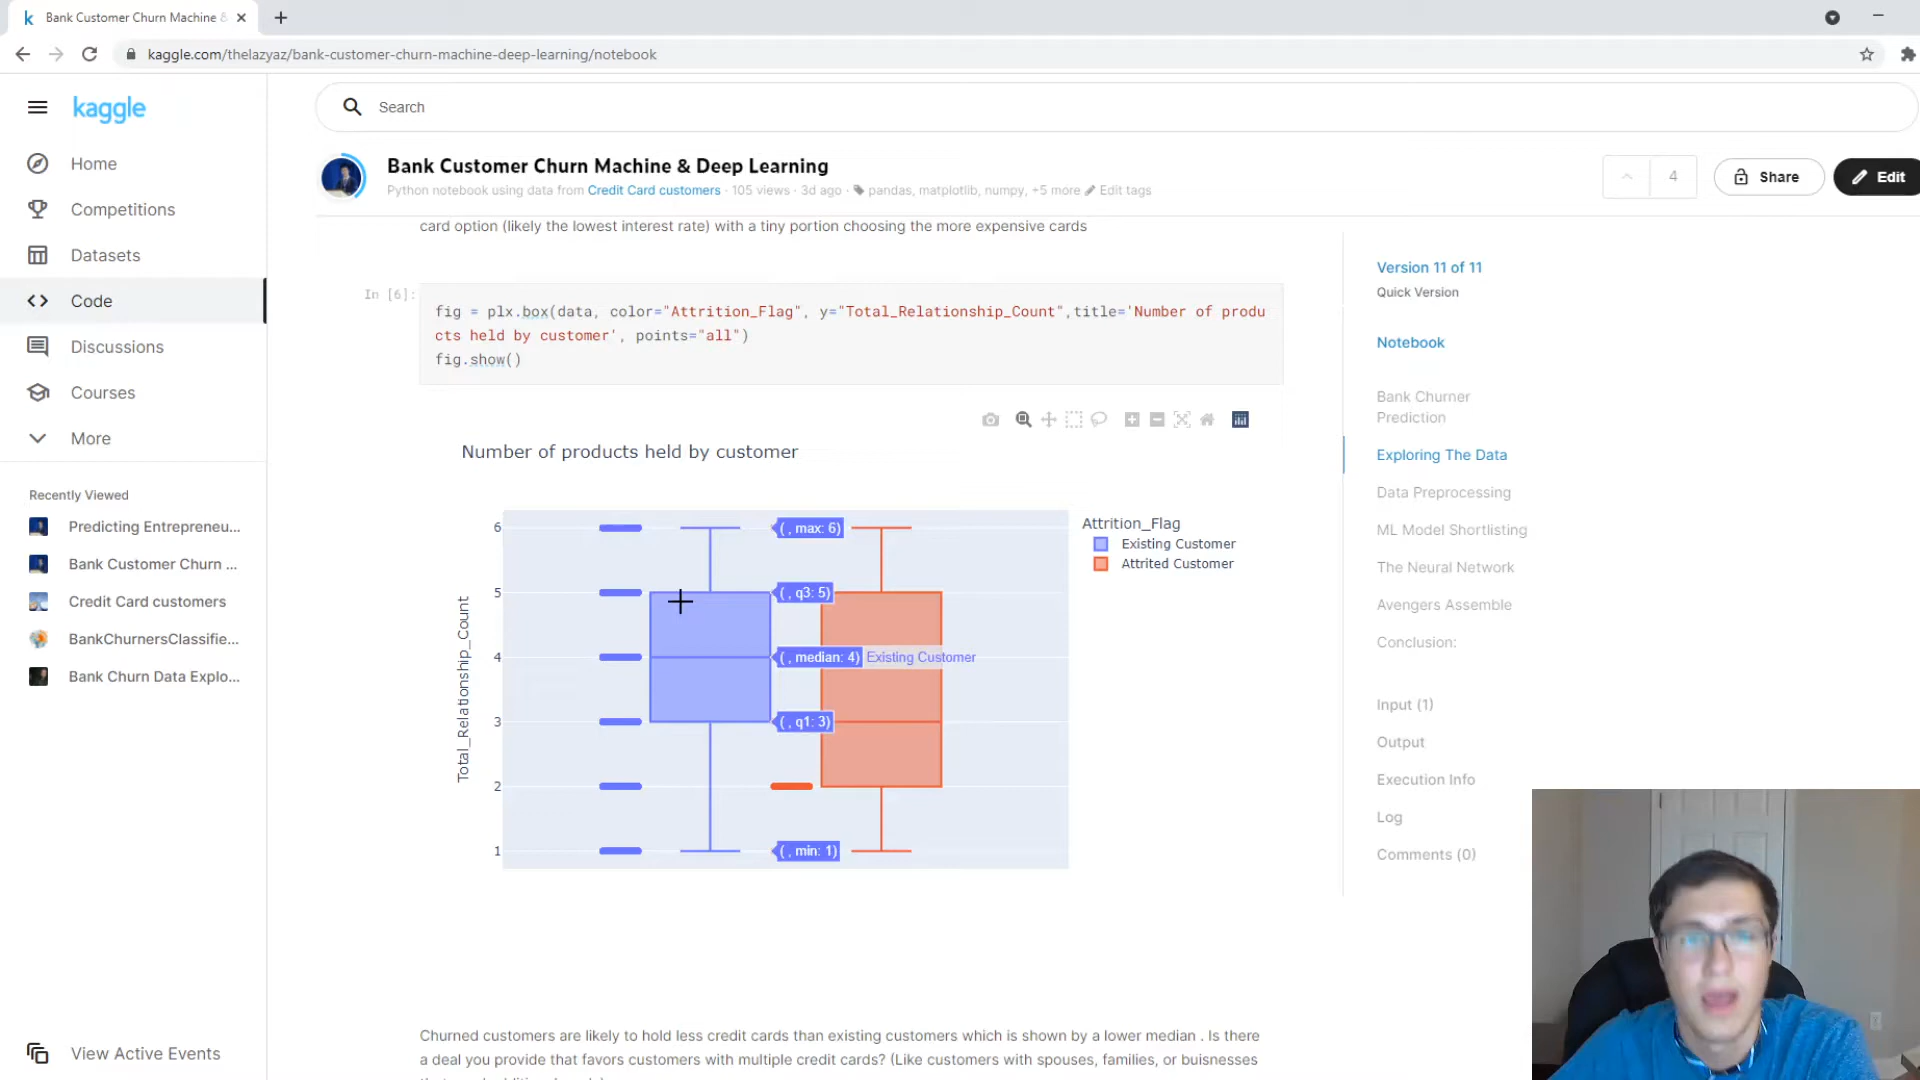 Bank Customer Churn Machine &
kaggle.com/thelazyaz/bank-customer-churn-machine-deep-learning/notebook
kaggle
Search
Home
Competitions
Datasets
Code
Discussions
Courses
More
Recently Viewed
Predicting Entrepreneu...
Bank Customer Churn ...
Credit Card customers
BankChurnersClassifie...
Bank Churn Data Explo...
View Active Events
Bank Customer Churn Machine & Deep Learning
Python notebook using data from Credit Card customers · 105 views · 3d ago · pandas, matplotlib, numpy, +5 more Edit tags
4
Share
Edit
card option (likely the lowest interest rate) with a tiny portion choosing the more expensive cards
In [6]:
fig = plx.box(data, color="Attrition_Flag", y="Total_Relationship_Count",title='Number of produ
cts held by customer', points="all")
fig.show()
Number of products held by customer
Total_Relationship_Count
6
5
4
3
2
1
( , max: 6)
( , q3: 5)
( , median: 4) Existing Customer
( , q1: 3)
( , min: 1)
Attrition_Flag
Existing Customer
Attrited Customer
Churned customers are likely to hold less credit cards than existing customers which is shown by a lower median . Is there
a deal you provide that favors customers with multiple credit cards? (Like customers with spouses, families, or buisnesses
Version 11 of 11
Quick Version
Notebook
Bank Churner
Prediction
Exploring The Data
Data Preprocessing
ML Model Shortlisting
The Neural Network
Avengers Assemble
Conclusion:
Input (1)
Output
Execution Info
Log
Comments (0)